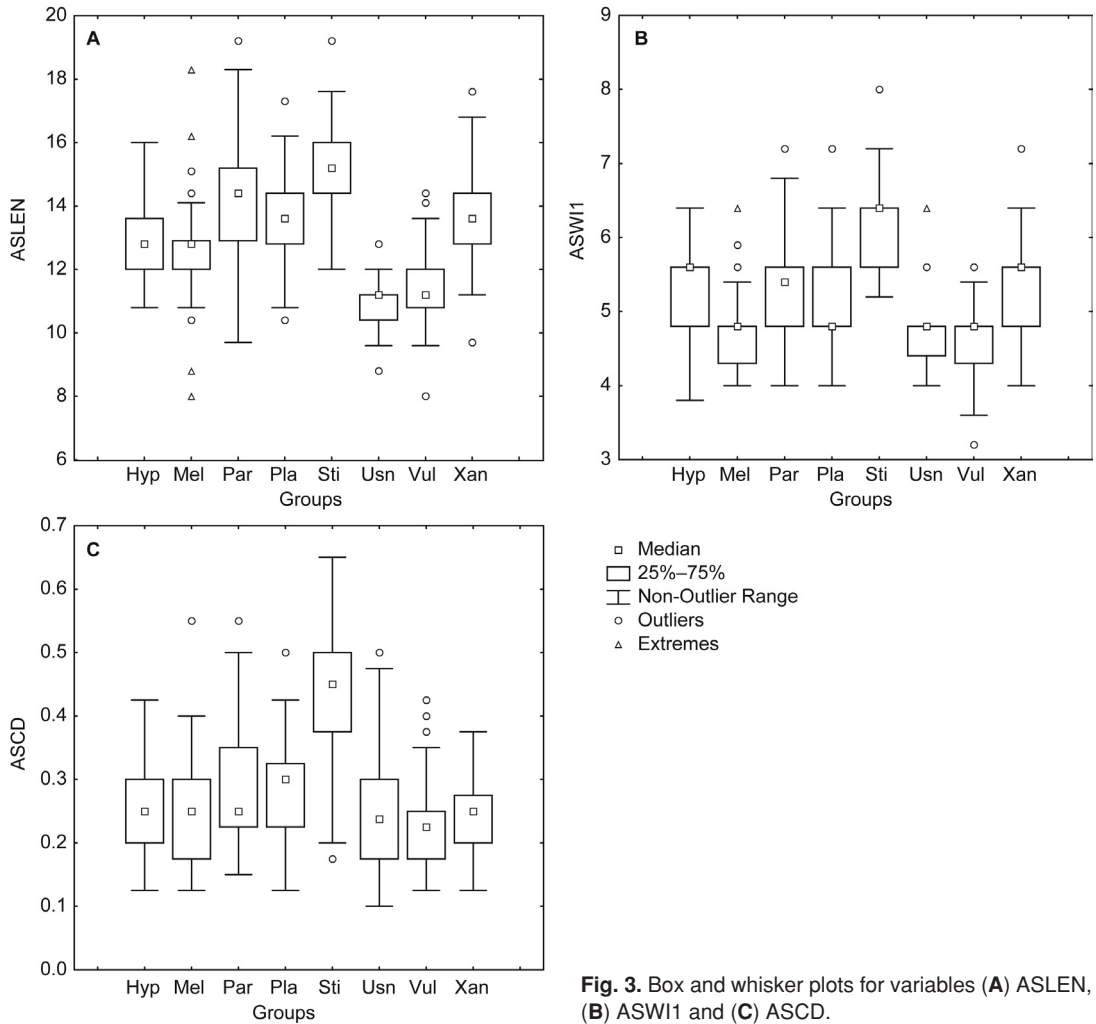 A
20
18
16
14
12
10
8
6
ASLEN
Hyp Mel Par Pla Sti Usn Vul Xan
Groups
B
9
8
7
6
5
4
3
ASWI1
Hyp Mel Par Pla Sti Usn Vul Xan
Groups
C
0.7
0.6
0.5
0.4
0.3
0.2
0.1
0.0
ASCD
Hyp Mel Par Pla Sti Usn Vul Xan
Groups
Median
25%–75%
Non-Outlier Range
Outliers
Extremes
Fig. 3. Box and whisker plots for variables (A) ASLEN,
(B) ASWI1 and (C) ASCD.